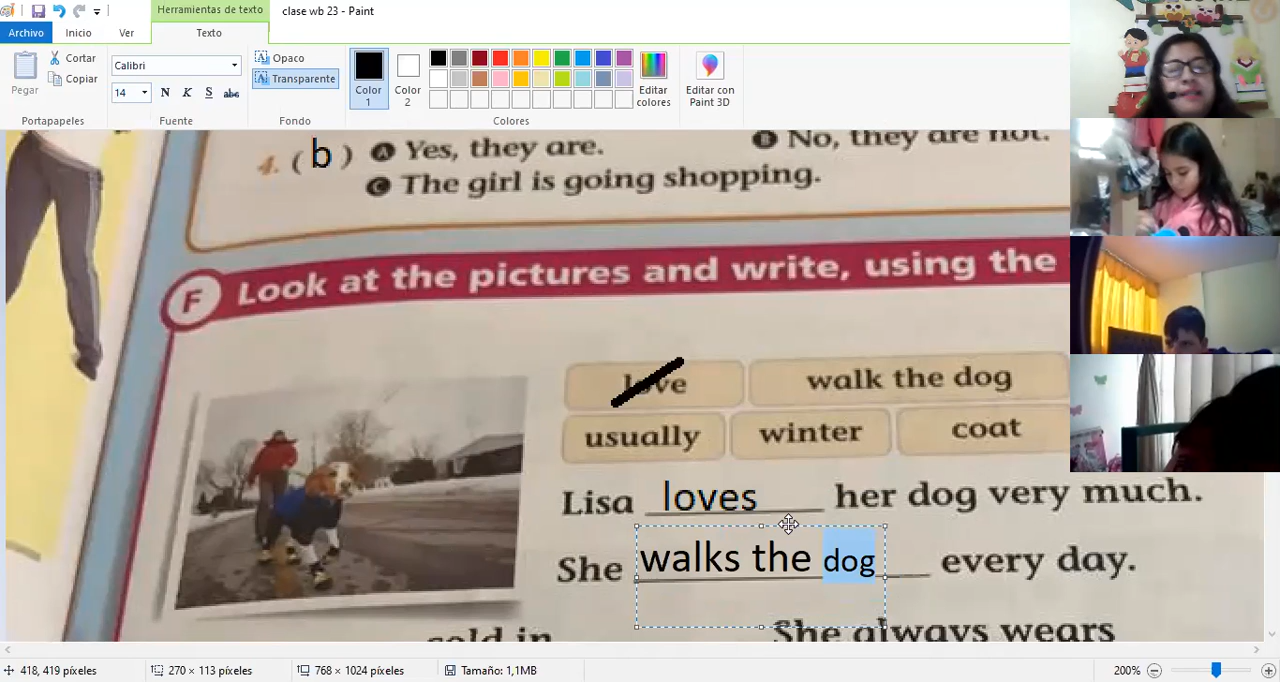 Herramientas de texto
clase wb 23 - Paint
Archivo Inicio Ver Texto
Pegar
Cortar
Copiar
Calibri
14 N K S abc
Opaco
Transparente
Color 1
Color 2
Editar colores
Editar con Paint 3D
Portapapeles Fuente Fondo Colores
4. ( b ) A Yes, they are. B No, they are not.
C The girl is going shopping.
F Look at the pictures and write, using the
love walk the dog
usually winter coat
Lisa loves her dog very much.
She walks the dog every day.
cold in She always wears
418, 419 píxeles 270 × 113 píxeles 768 × 1024 píxeles Tamaño: 1,1MB 200%